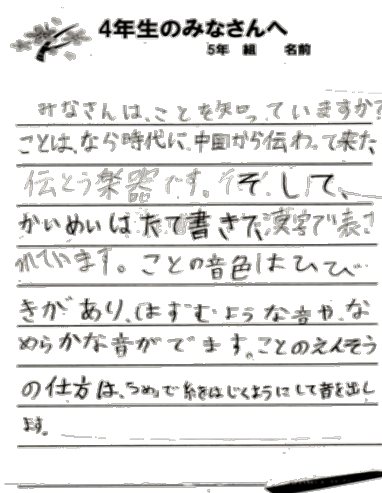 4年生のみなさんへ
5年 組 名前
みなさんは、ことを知っていますか?
ことは、なら時代に中国から伝わって来た、
伝とう楽器です。そして、
かいめいはたて書きで、漢字で表さ
れています。ことの音色はひび
きがあり、はずむような音や、な
めらかな音がでます。ことのえんそう
の仕方は、「つめ」で糸をはじくようにして音を出し
ます。